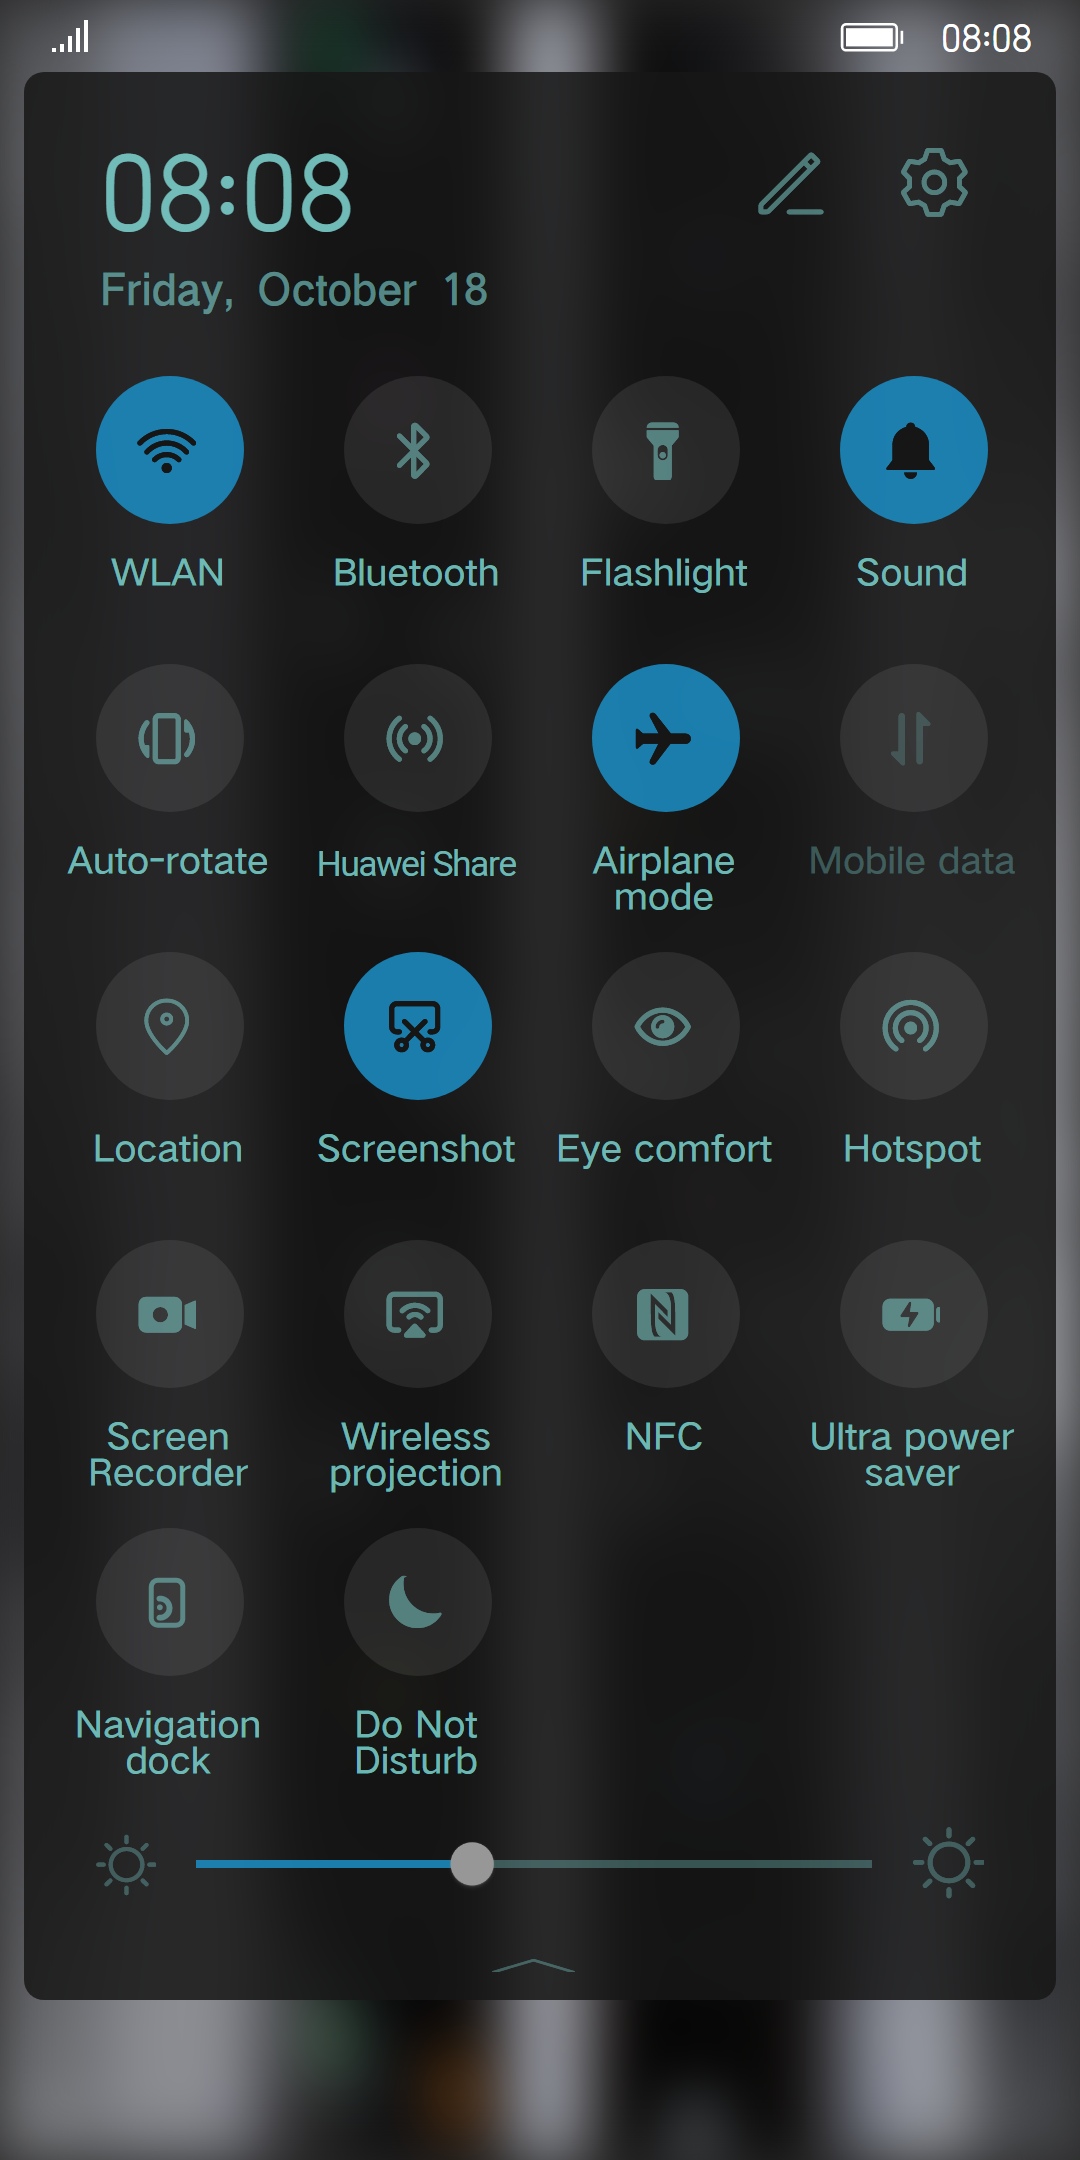 08:08
08:08
Friday, October 18
WLAN
Bluetooth
Flashlight
Sound
Auto-rotate
Huawei Share
Airplane
mode
Mobile data
Location
Screenshot
Eye comfort
Hotspot
Screen
Recorder
Wireless
projection
NFC
Ultra power
saver
Navigation
dock
Do Not
Disturb